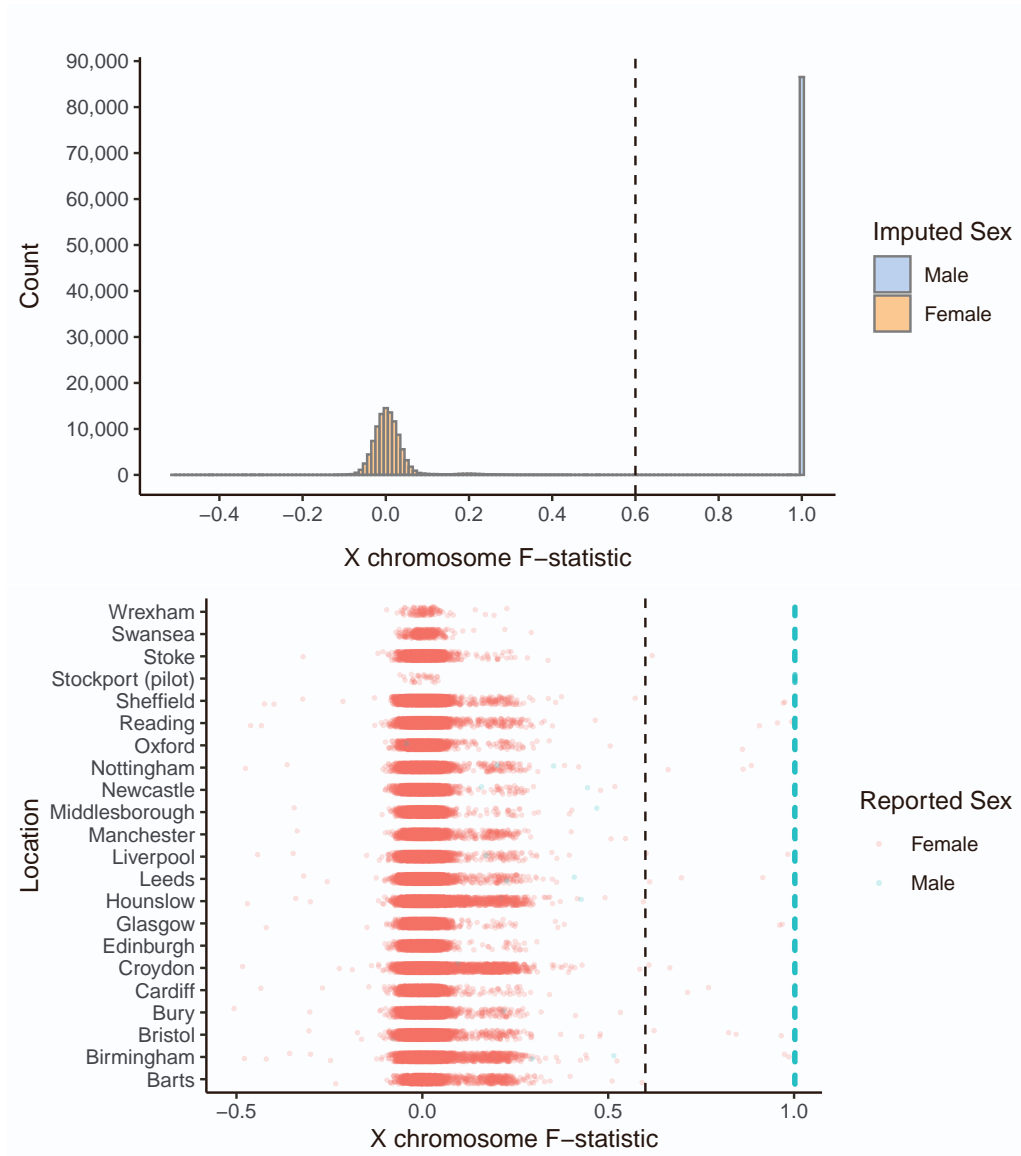 90,000
80,000
70,000
60,000
50,000
40,000
30,000
20,000
10,000
0
Count
−0.4 −0.2 0.0 0.2 0.4 0.6 0.8 1.0
X chromosome F−statistic
Imputed Sex
Male
Female
Wrexham
Swansea
Stoke
Stockport (pilot)
Sheffield
Reading
Oxford
Nottingham
Newcastle
Middlesborough
Manchester
Liverpool
Leeds
Hounslow
Glasgow
Edinburgh
Croydon
Cardiff
Bury
Bristol
Birmingham
Barts
Location
−0.5 0.0 0.5 1.0
X chromosome F−statistic
Reported Sex
Female
Male